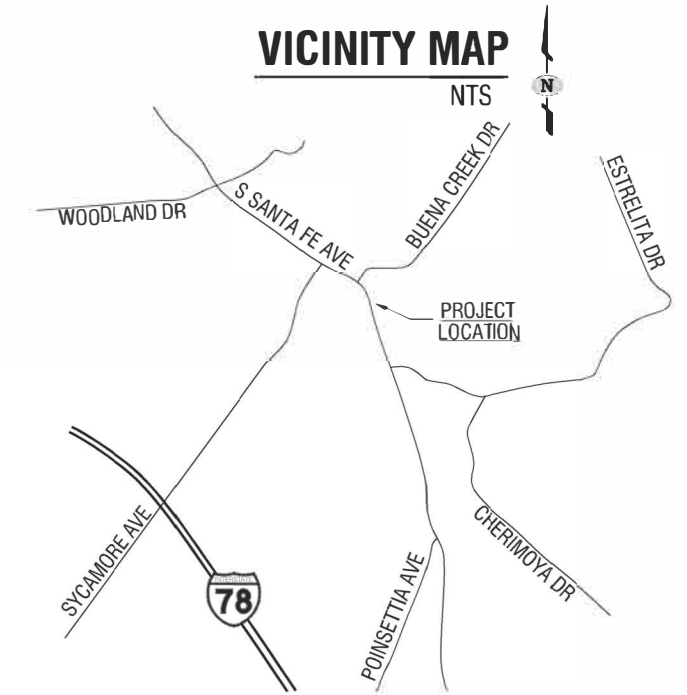 VICINITY MAP
NTS
N
BUENA CREEK DR
ESTRELITA DR
WOODLAND DR
S SANTA FE AVE
PROJECT
LOCATION
SYCAMORE AVE
INTERSTATE
78
CHERIMOYA DR
POINSETTIA AVE